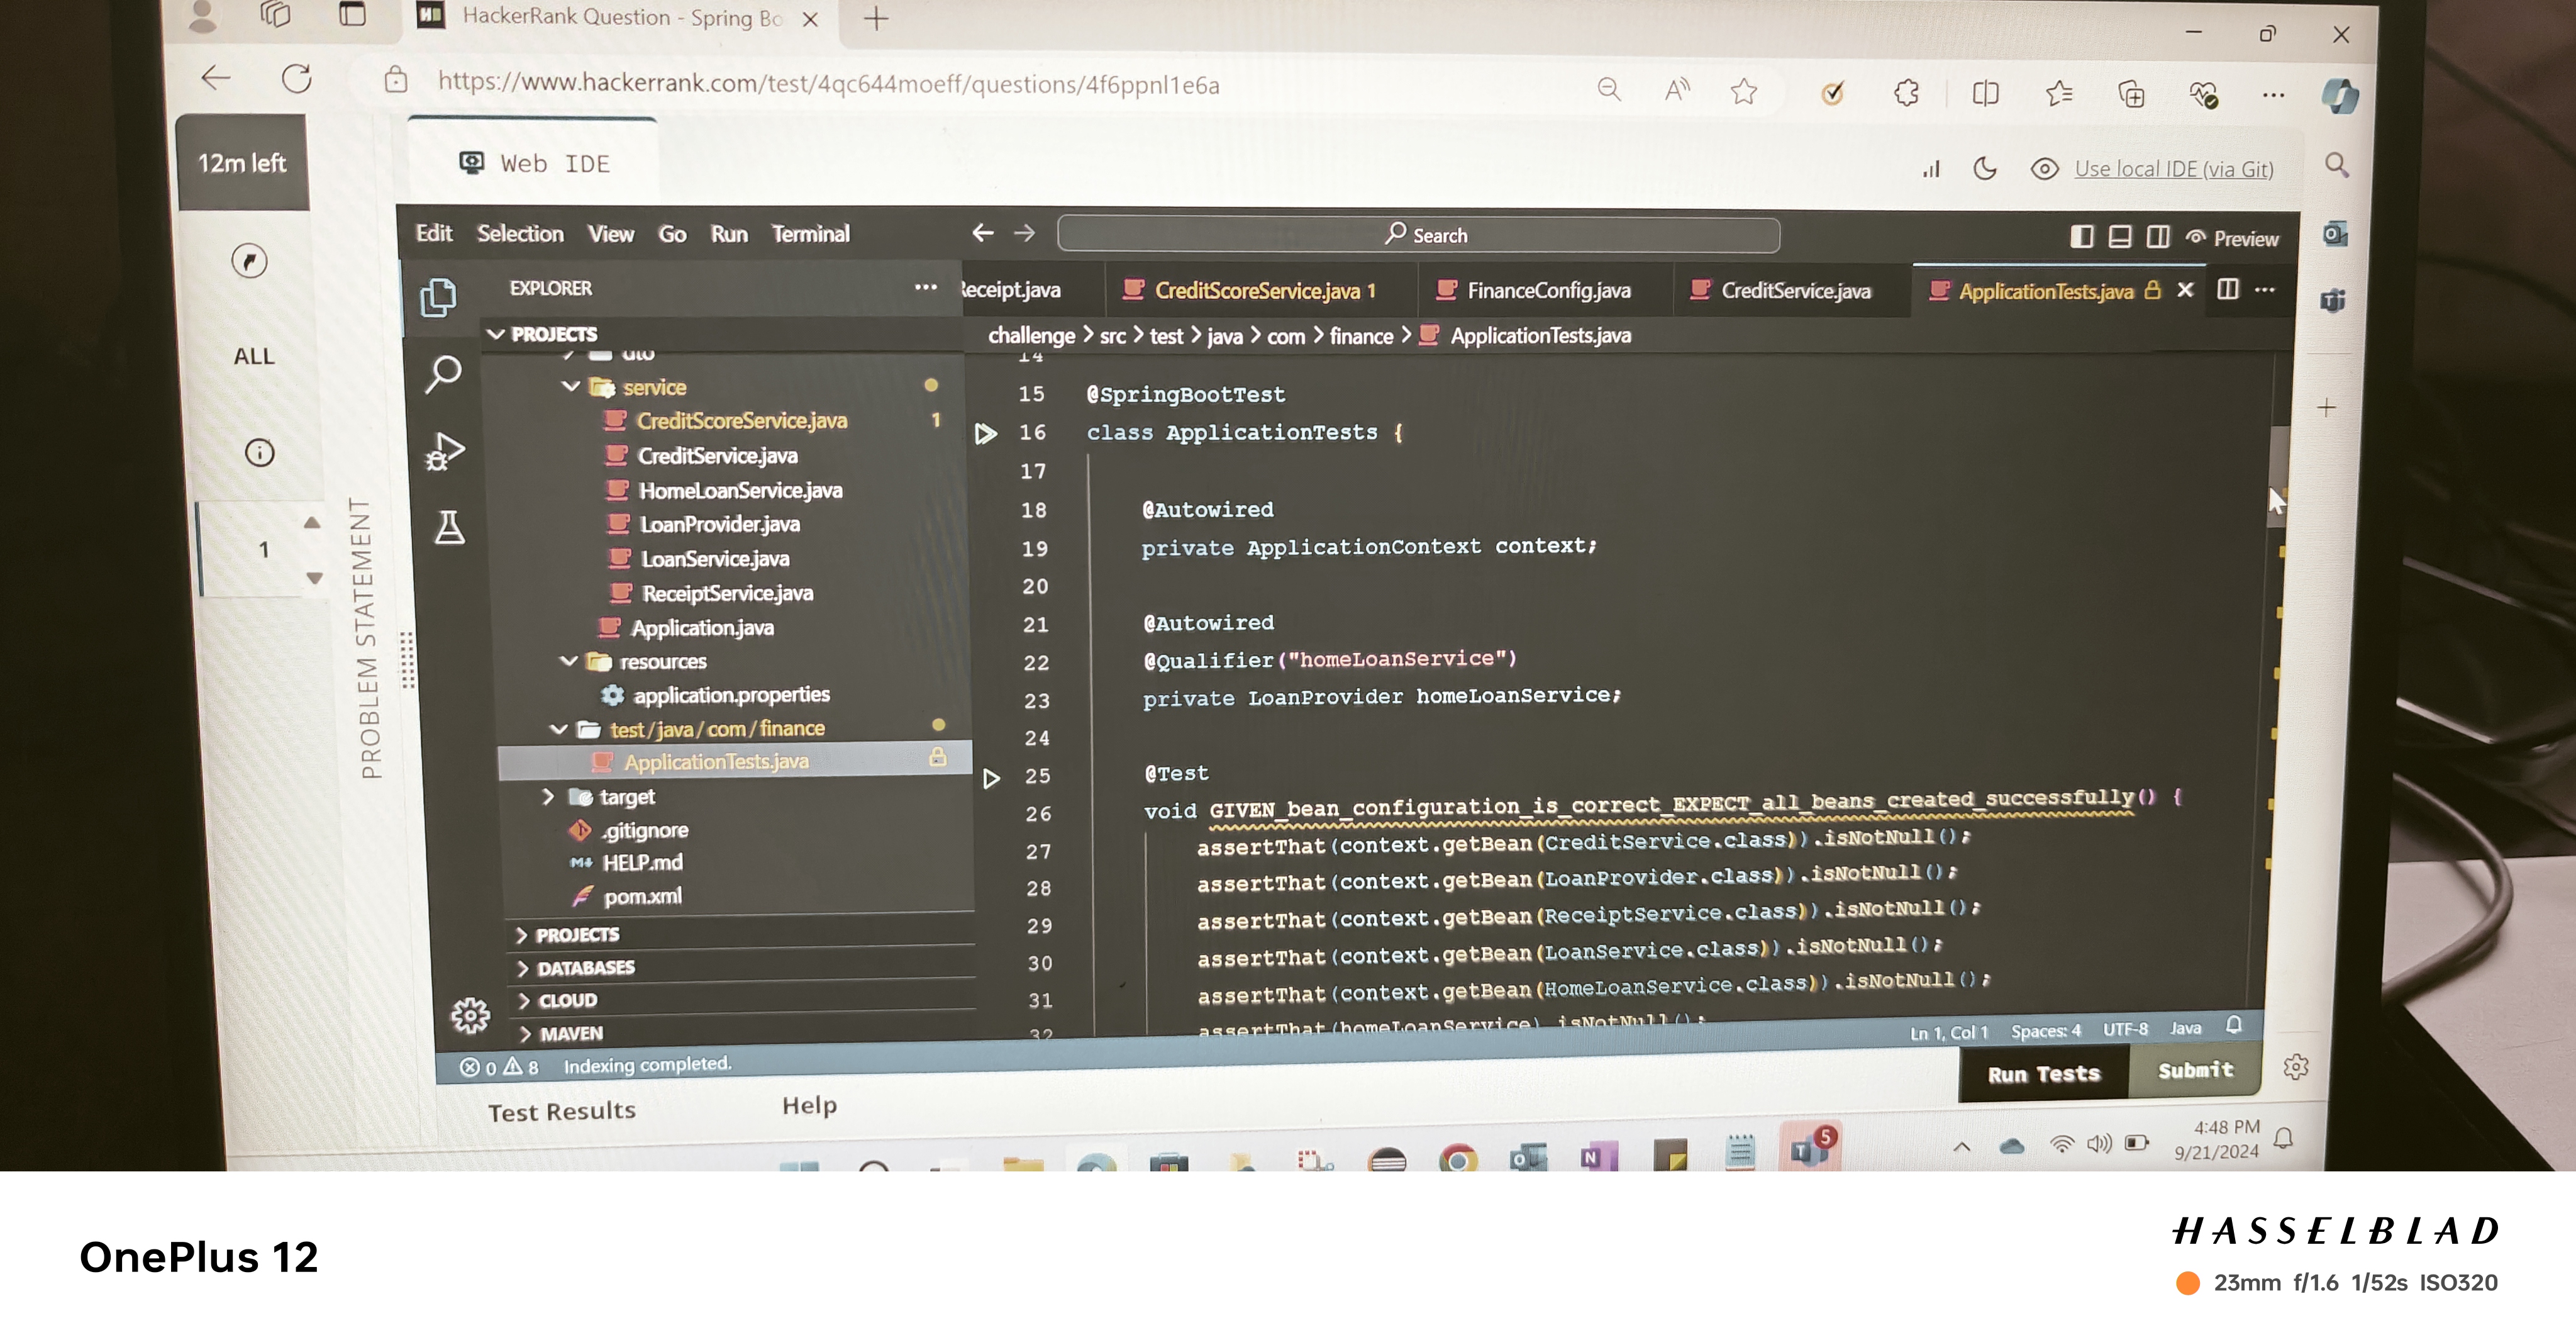 HackerRank Question - Spring Bo
https://www.hackerrank.com/test/4qc644moeff/questions/4f6ppnl1e6a
12m left
Web IDE
Use local IDE (via Git)
Edit Selection View Go Run Terminal
Search
Preview
EXPLORER
Receipt.java
CreditScoreService.java 1
FinanceConfig.java
CreditService.java
ApplicationTests.java
PROJECTS
challenge > src > test > java > com > finance > ApplicationTests.java
ALL
1
PROBLEM STATEMENT
dto
service
CreditScoreService.java 1
CreditService.java
HomeLoanService.java
LoanProvider.java
LoanService.java
ReceiptService.java
Application.java
resources
application.properties
test/java/com/finance
ApplicationTests.java
target
.gitignore
HELP.md
pom.xml
PROJECTS
DATABASES
CLOUD
MAVEN
14
15 @SpringBootTest
16 class ApplicationTests {
17
18 @Autowired
19 private ApplicationContext context;
20
21 @Autowired
22 @Qualifier("homeLoanService")
23 private LoanProvider homeLoanService;
24
25 @Test
26 void GIVEN_bean_configuration_is_correct_EXPECT_all_beans_created_successfully() {
27 assertThat(context.getBean(CreditService.class)).isNotNull();
28 assertThat(context.getBean(LoanProvider.class)).isNotNull();
29 assertThat(context.getBean(ReceiptService.class)).isNotNull();
30 assertThat(context.getBean(LoanService.class)).isNotNull();
31 assertThat(context.getBean(HomeLoanService.class)).isNotNull();
32 assertThat(homeLoanService).isNotNull();
0 8 Indexing completed.
Ln 1, Col 1 Spaces: 4 UTF-8 Java
Run Tests
Submit
Test Results
Help
5
4:48 PM
9/21/2024
OnePlus 12
HASSELBLAD
23mm f/1.6 1/52s ISO320